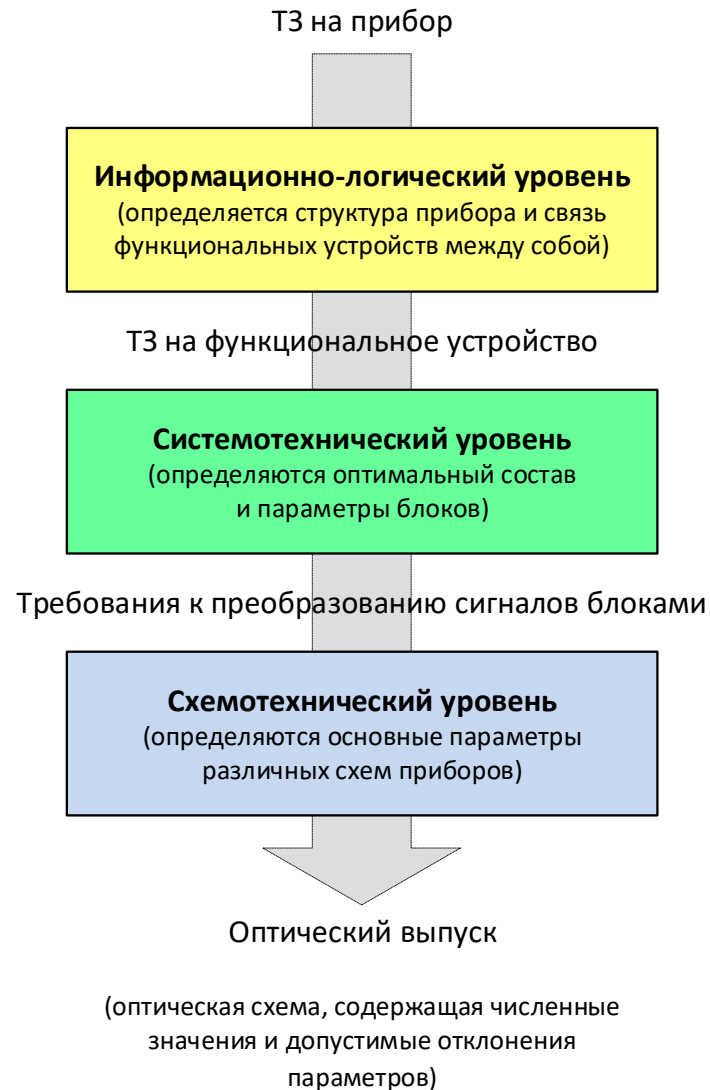 ТЗ на прибор
Информационно-логический уровень
(определяется структура прибора и связь
функциональных устройств между собой)
ТЗ на функциональное устройство
Системотехнический уровень
(определяются оптимальный состав
и параметры блоков)
Требования к преобразованию сигналов блоками
Схемотехнический уровень
(определяются основные параметры
различных схем приборов)
Оптический выпуск
(оптическая схема, содержащая численные
значения и допустимые отклонения
параметров)